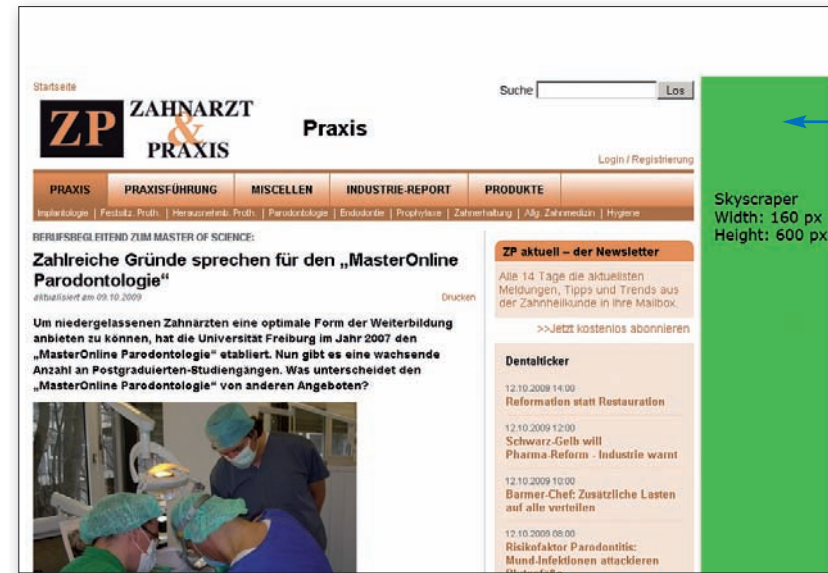 Startseite
Suche
Los
ZP
ZAHNARZT
&
PRAXIS
Praxis
Login / Registrierung
PRAXIS PRAXISFÜHRUNG MISCELLEN INDUSTRIE-REPORT PRODUKTE
Implantologie | Festsitz. Proth. | Herausnehmb. Proth. | Parodontologie | Endodontie | Prophylaxe | Zahnerhaltung | Allg. Zahnmedizin | Hygiene
BERUFSBEGLEITEND ZUM MASTER OF SCIENCE:
Zahlreiche Gründe sprechen für den „MasterOnline
Parodontologie“
aktualisiert am 09.10.2009
Drucken
Um niedergelassenen Zahnärzten eine optimale Form der Weiterbildung
anbieten zu können, hat die Universität Freiburg im Jahr 2007 den
„MasterOnline Parodontologie“ etabliert. Nun gibt es eine wachsende
Anzahl an Postgraduierten-Studiengängen. Was unterscheidet den
„MasterOnline Parodontologie“ von anderen Angeboten?
ZP aktuell – der Newsletter
Alle 14 Tage die aktuellsten
Meldungen, Tipps und Trends aus
der Zahnheilkunde in Ihre Mailbox.
>>Jetzt kostenlos abonnieren
Dentalticker
12.10.2009 14:00
Reformation statt Restauration
12.10.2009 12:00
Schwarz-Gelb will
Pharma-Reform - Industrie warnt
12.10.2009 10:00
Barmer-Chef: Zusätzliche Lasten
auf alle verteilen
12.10.2009 08:00
Risikofaktor Parodontitis:
Mund-Infektionen attackieren
Skyscraper
Width: 160 px
Height: 600 px